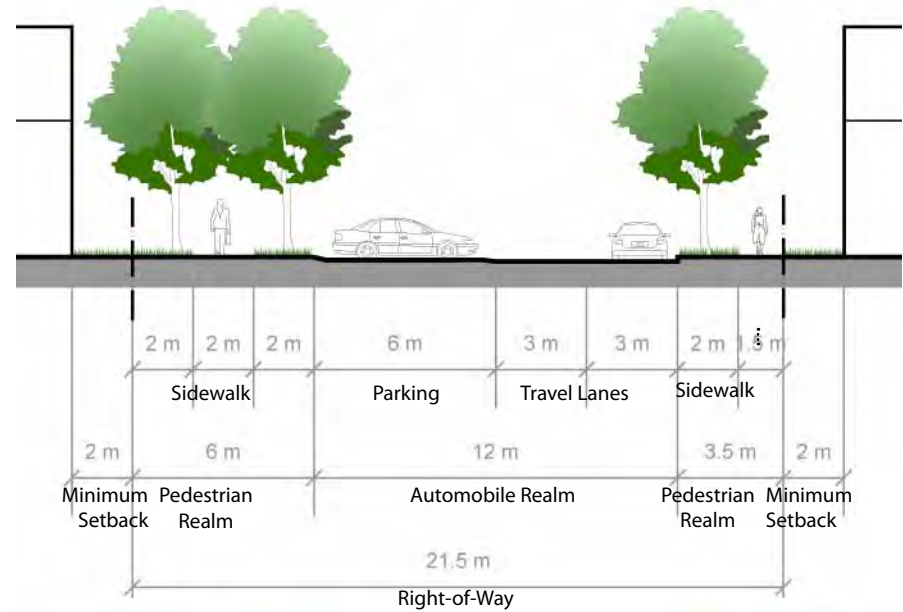 2 m 2 m 2 m 6 m 3 m 3 m 2 m 1.5 m
Sidewalk Parking Travel Lanes Sidewalk
2 m 6 m 12 m 3.5 m 2 m
Minimum Pedestrian Automobile Realm Pedestrian Minimum
Setback Realm Realm Setback
21.5 m
Right-of-Way